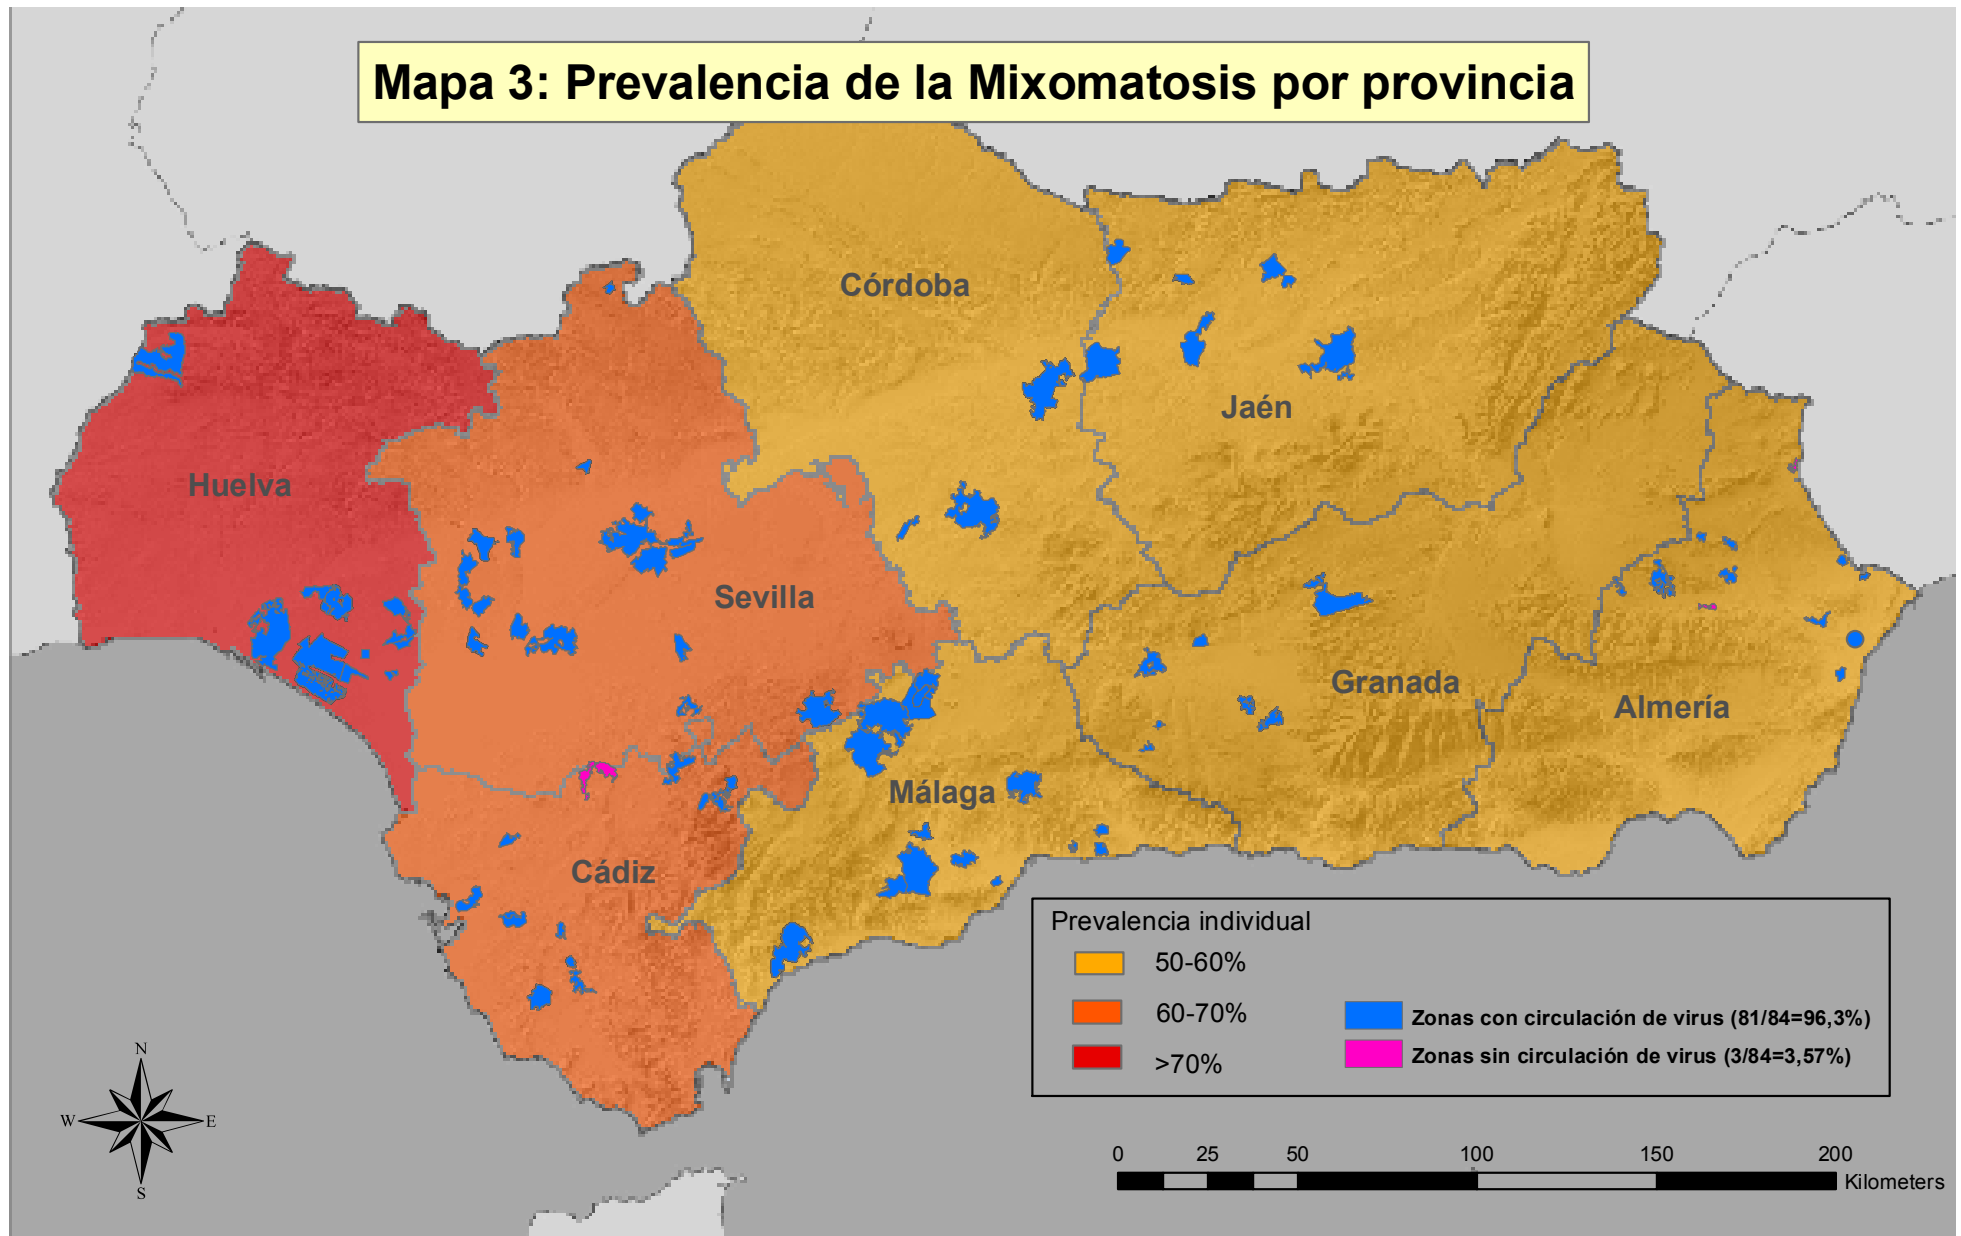 Mapa 3: Prevalencia de la Mixomatosis por provincia
Córdoba
Jaén
Huelva
Sevilla
Granada
Almería
Málaga
Cádiz
Prevalencia individual
50-60%
60-70%
>70%
Zonas con circulación de virus (81/84=96,3%)
Zonas sin circulación de virus (3/84=3,57%)
N
W E
S
0 25 50 100 150 200
Kilometers